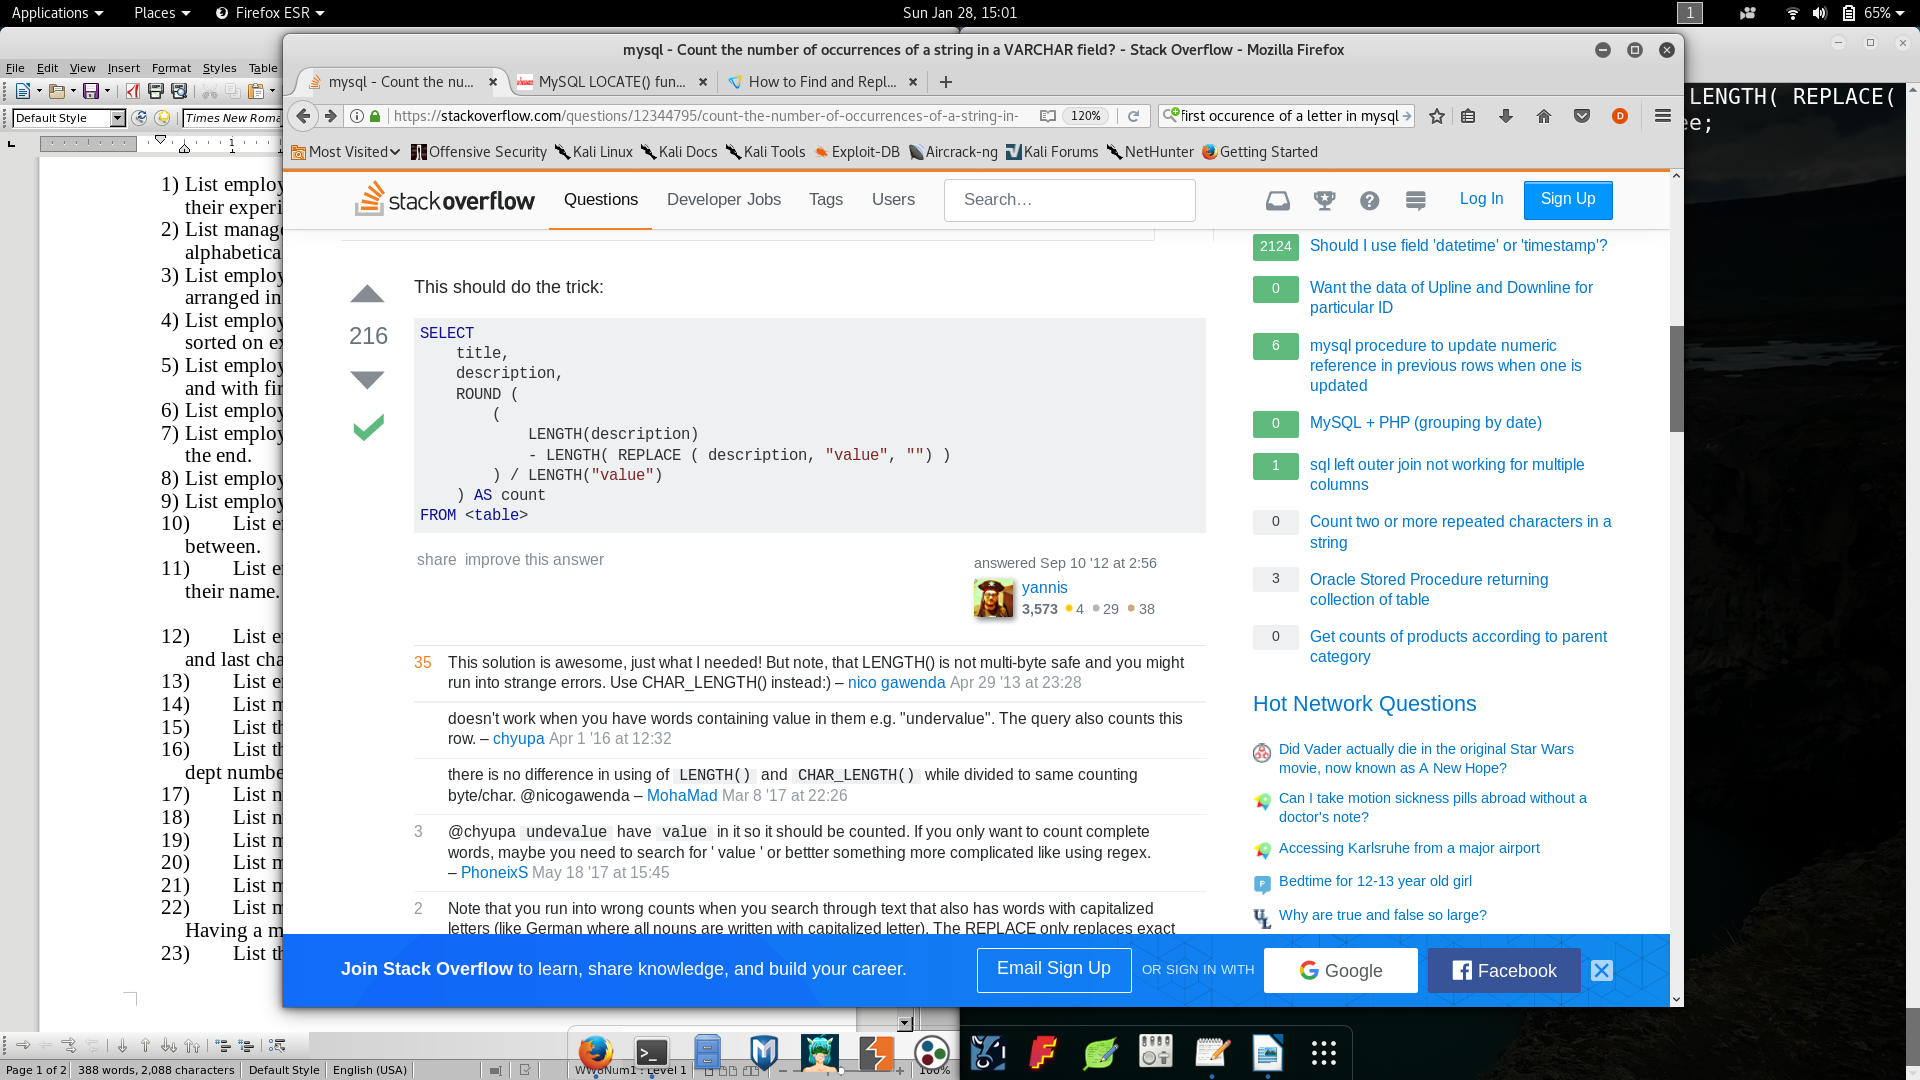 Applications Places Firefox ESR Sun Jan 28, 15:01 1 65%
mysql - Count the number of occurrences of a string in a VARCHAR field? - Stack Overflow - Mozilla Firefox
File Edit View Insert Format Styles Table
mysql - Count the nu... MySQL LOCATE() fun... How to Find and Repl...
Default Style Times New Roma
https://stackoverflow.com/questions/12344795/count-the-number-of-occurrences-of-a-string-in- 120% first occurence of a letter in mysql
Most Visited Offensive Security Kali Linux Kali Docs Kali Tools Exploit-DB Aircrack-ng Kali Forums NetHunter Getting Started
LENGTH( REPLACE(
ee;
1
1) List employ
their experi
2) List manag
alphabetica
3) List employ
arranged in
4) List employ
sorted on ex
5) List employ
and with fir
6) List employ
7) List employ
the end.
8) List employ
9) List employ
10) List e
between.
11) List e
their name.
12) List e
and last cha
13) List e
14) List m
15) List th
16) List th
dept numbe
17) List n
18) List n
19) List m
20) List m
21) List m
22) List m
Having a m
23) List th
stackoverflow Questions Developer Jobs Tags Users Search... Log In Sign Up
This should do the trick:
216
SELECT
title,
description,
ROUND (
(
LENGTH(description)
- LENGTH( REPLACE ( description, "value", "") )
) / LENGTH("value")
) AS count
FROM <table>
share improve this answer
answered Sep 10 '12 at 2:56
yannis
3,573 4 29 38
35 This solution is awesome, just what I needed! But note, that LENGTH() is not multi-byte safe and you might
run into strange errors. Use CHAR_LENGTH() instead:) – nico gawenda Apr 29 '13 at 23:28
doesn't work when you have words containing value in them e.g. "undervalue". The query also counts this
row. – chyupa Apr 1 '16 at 12:32
there is no difference in using of LENGTH() and CHAR_LENGTH() while divided to same counting
byte/char. @nicogawenda – MohaMad Mar 8 '17 at 22:26
3 @chyupa undevalue have value in it so it should be counted. If you only want to count complete
words, maybe you need to search for ' value ' or bettter something more complicated like using regex.
– PhoneixS May 18 '17 at 15:45
2 Note that you run into wrong counts when you search through text that also has words with capitalized
letters (like German where all nouns are written with capitalized letter). The REPLACE only replaces exact
2124 Should I use field 'datetime' or 'timestamp'?
0 Want the data of Upline and Downline for
particular ID
6 mysql procedure to update numeric
reference in previous rows when one is
updated
0 MySQL + PHP (grouping by date)
1 sql left outer join not working for multiple
columns
0 Count two or more repeated characters in a
string
3 Oracle Stored Procedure returning
collection of table
0 Get counts of products according to parent
category
Hot Network Questions
Did Vader actually die in the original Star Wars
movie, now known as A New Hope?
Can I take motion sickness pills abroad without a
doctor's note?
Accessing Karlsruhe from a major airport
Bedtime for 12-13 year old girl
Why are true and false so large?
Join Stack Overflow to learn, share knowledge, and build your career. Email Sign Up OR SIGN IN WITH Google Facebook
Page 1 of 2 388 words, 2,088 characters Default Style English (USA) WWNum1 : Level 1 100%